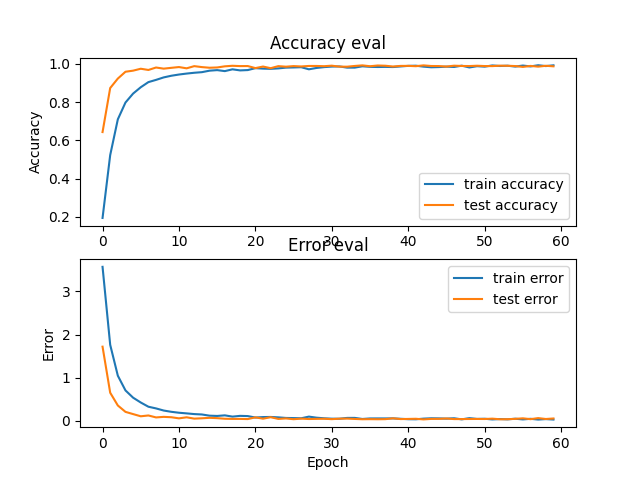 Accuracy eval
1.0
0.8
0.6
0.4
0.2
Accuracy
train accuracy
test accuracy
0 10 20 30 40 50 60
Error eval
3
2
1
0
Error
train error
test error
0 10 20 30 40 50 60
Epoch